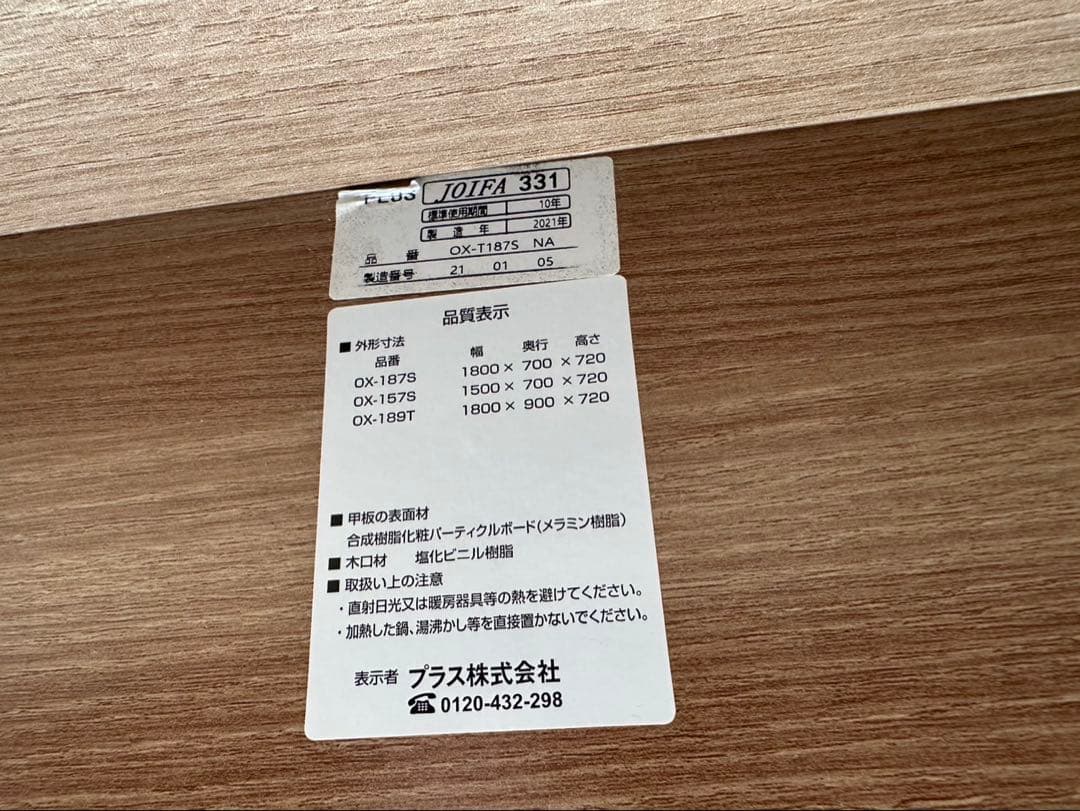 PLUS JOIFA 331
標準使用期間 10年
製造年 2021年
品番 OX-T187S NA
製造番号 21 01 05
品質表示
■ 外形寸法
品番 幅 奥行 高さ
OX-187S 1800 × 700 × 720
OX-157S 1500 × 700 × 720
OX-189T 1800 × 900 × 720
■ 甲板の表面材
合成樹脂化粧パーティクルボード(メラミン樹脂)
■ 木口材 塩化ビニル樹脂
■ 取扱い上の注意
・直射日光又は暖房器具等の熱を避けてください。
・加熱した鍋、湯沸かし等を直接置かないでください。
表示者 プラス株式会社
☎ 0120-432-298